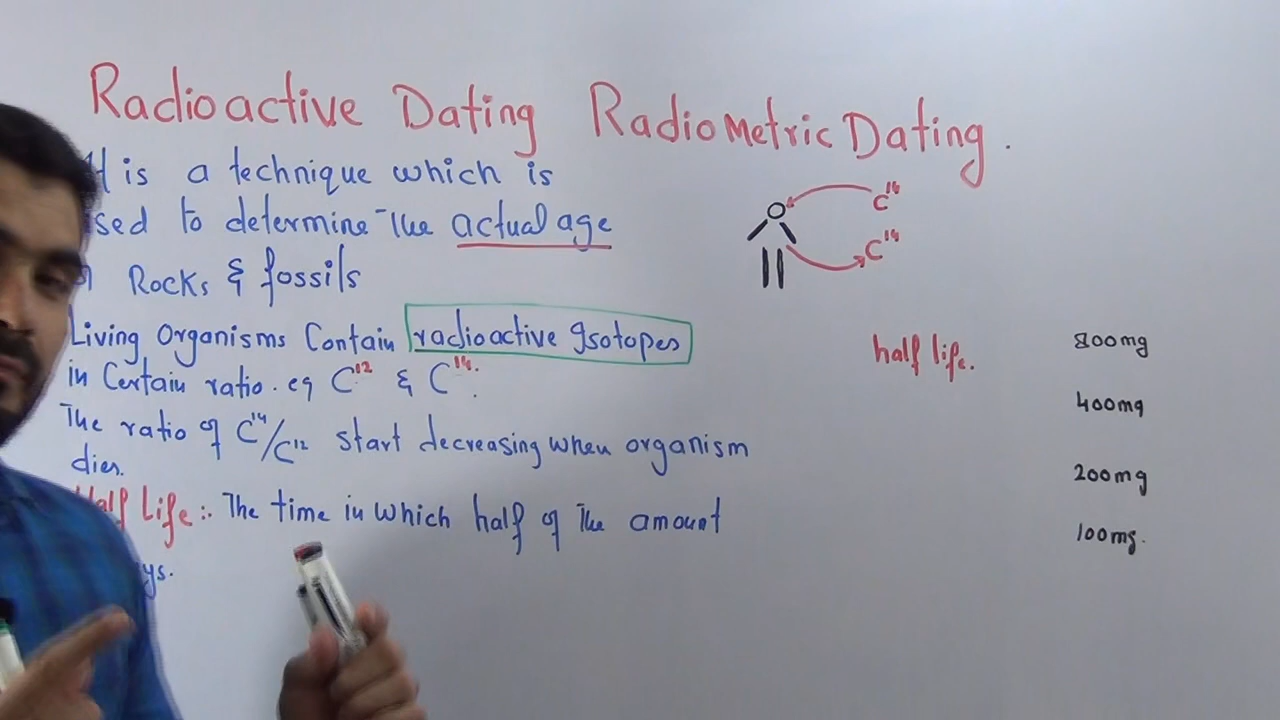 Radioactive Dating RadioMetric Dating.
It is a technique which is
sed to determine The actual age
Rocks & fossils
Living Organisms Contain radioactive Isotopes
in Certain ratio. eg C12 & C14.
The ratio of C14/C12 start decreasing when organism
dies.
Half Life:. The time in which half of The amount
ys.
C14
C14
half life.
800mg
400mg
200mg
100mg.